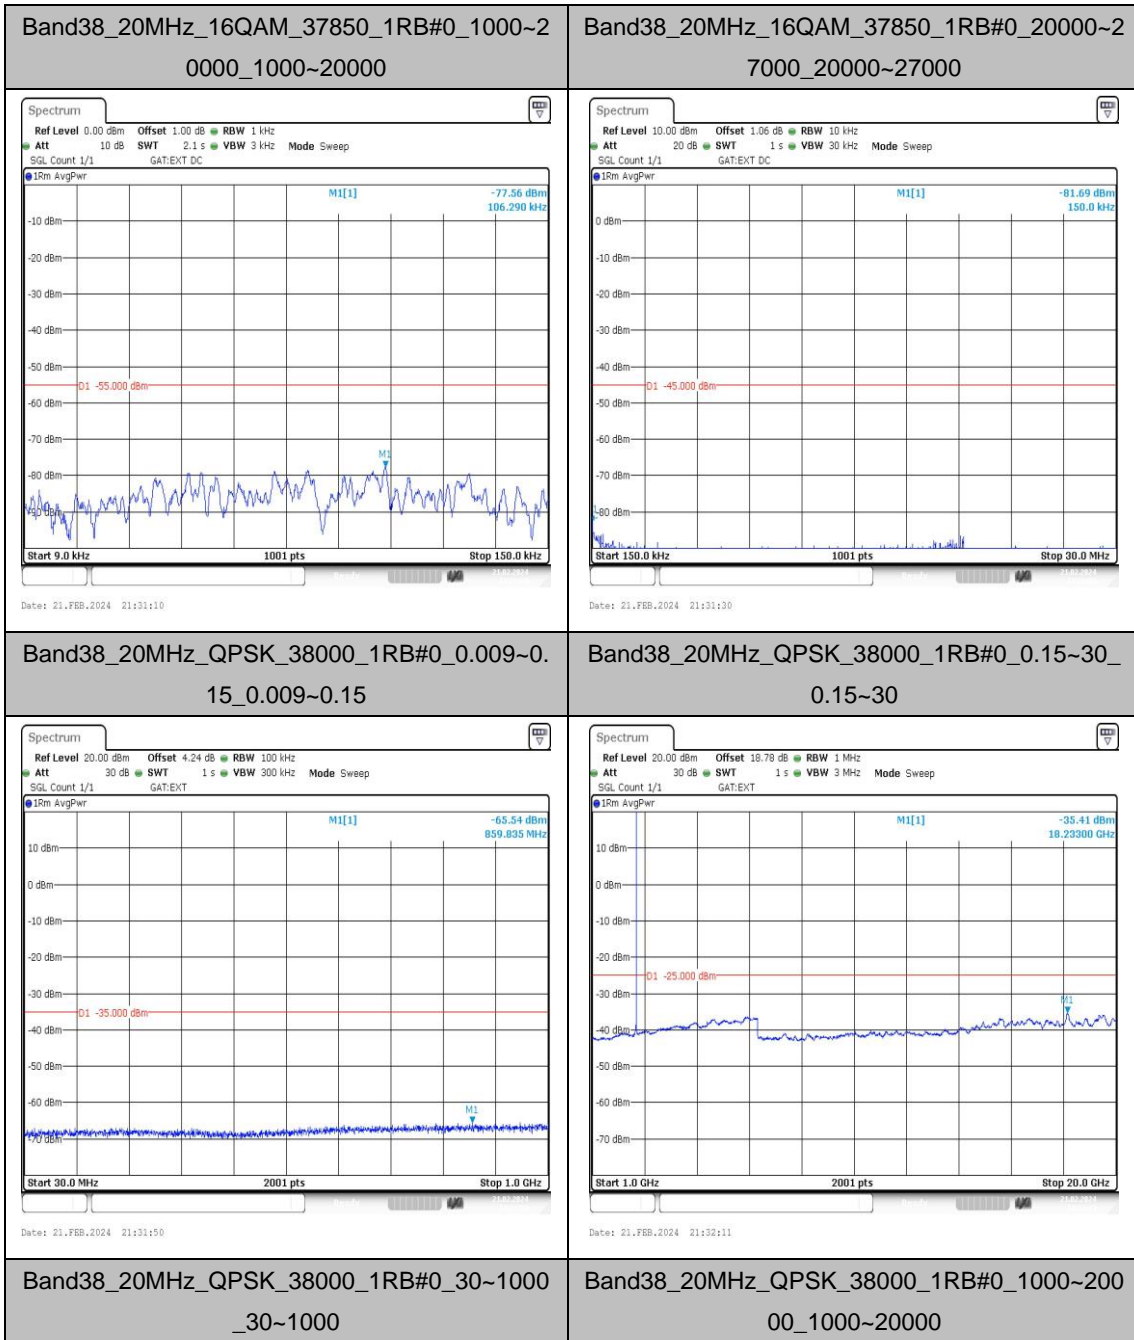 Band38_20MHz_16QAM_37850_1RB#0_1000~2
0000_1000~20000
Band38_20MHz_16QAM_37850_1RB#0_20000~2
7000_20000~27000
Spectrum
Ref Level 0.00 dBm Offset 1.00 dB RBW 1 kHz
Att 10 dB SWT 2.1 s VBW 3 kHz Mode Sweep
SGL Count 1/1 GAT:EXT DC
1Rm AvgPwr
M1[1] -77.56 dBm
106.290 kHz
-10 dBm
-20 dBm
-30 dBm
-40 dBm
-50 dBm
D1 -55.000 dBm
-60 dBm
-70 dBm
M1
-80 dBm
-90 dBm
Start 9.0 kHz 1001 pts Stop 150.0 kHz
Date: 21.FEB.2024 21:31:10
Spectrum
Ref Level 10.00 dBm Offset 1.06 dB RBW 10 kHz
Att 20 dB SWT 1 s VBW 30 kHz Mode Sweep
SGL Count 1/1 GAT:EXT DC
1Rm AvgPwr
M1[1] -81.69 dBm
150.0 kHz
0 dBm
-10 dBm
-20 dBm
-30 dBm
-40 dBm
D1 -45.000 dBm
-50 dBm
-60 dBm
-70 dBm
-80 dBm
Start 150.0 kHz 1001 pts Stop 30.0 MHz
Date: 21.FEB.2024 21:31:30
Band38_20MHz_QPSK_38000_1RB#0_0.009~0.
15_0.009~0.15
Band38_20MHz_QPSK_38000_1RB#0_0.15~30_
0.15~30
Spectrum
Ref Level 20.00 dBm Offset 4.24 dB RBW 100 kHz
Att 30 dB SWT 1 s VBW 300 kHz Mode Sweep
SGL Count 1/1 GAT:EXT
1Rm AvgPwr
M1[1] -65.54 dBm
859.835 MHz
10 dBm
0 dBm
-10 dBm
-20 dBm
-30 dBm
D1 -35.000 dBm
-40 dBm
-50 dBm
-60 dBm
M1
-70 dBm
Start 30.0 MHz 2001 pts Stop 1.0 GHz
Date: 21.FEB.2024 21:31:50
Spectrum
Ref Level 20.00 dBm Offset 18.78 dB RBW 1 MHz
Att 30 dB SWT 1 s VBW 3 MHz Mode Sweep
SGL Count 1/1 GAT:EXT
1Rm AvgPwr
M1[1] -35.41 dBm
18.23300 GHz
10 dBm
0 dBm
-10 dBm
-20 dBm
D1 -25.000 dBm
-30 dBm
M1
-40 dBm
-50 dBm
-60 dBm
-70 dBm
Start 1.0 GHz 2001 pts Stop 20.0 GHz
Date: 21.FEB.2024 21:32:11
Band38_20MHz_QPSK_38000_1RB#0_30~1000
_30~1000
Band38_20MHz_QPSK_38000_1RB#0_1000~200
00_1000~20000